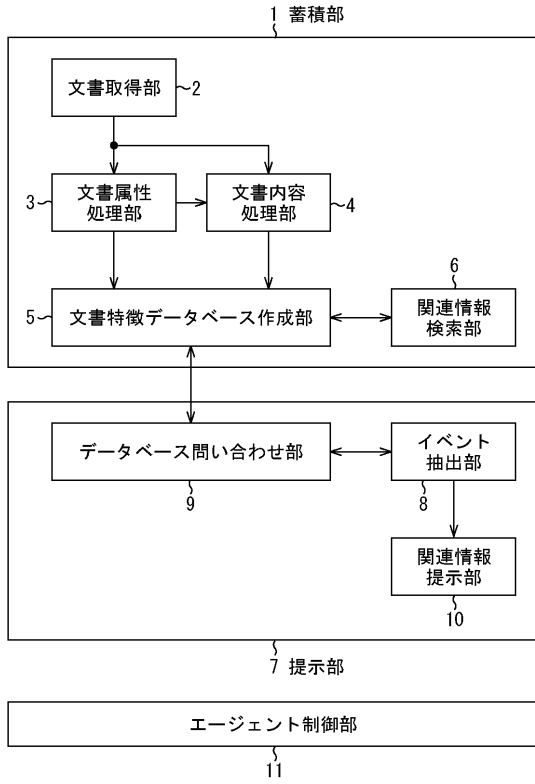 1 蓄積部
文書取得部
2
3
文書属性
処理部
文書内容
処理部
4
5
文書特徴データベース作成部
6
関連情報
検索部
データベース問い合わせ部
9
イベント
抽出部
8
関連情報
提示部
10
7 提示部
エージェント制御部
11